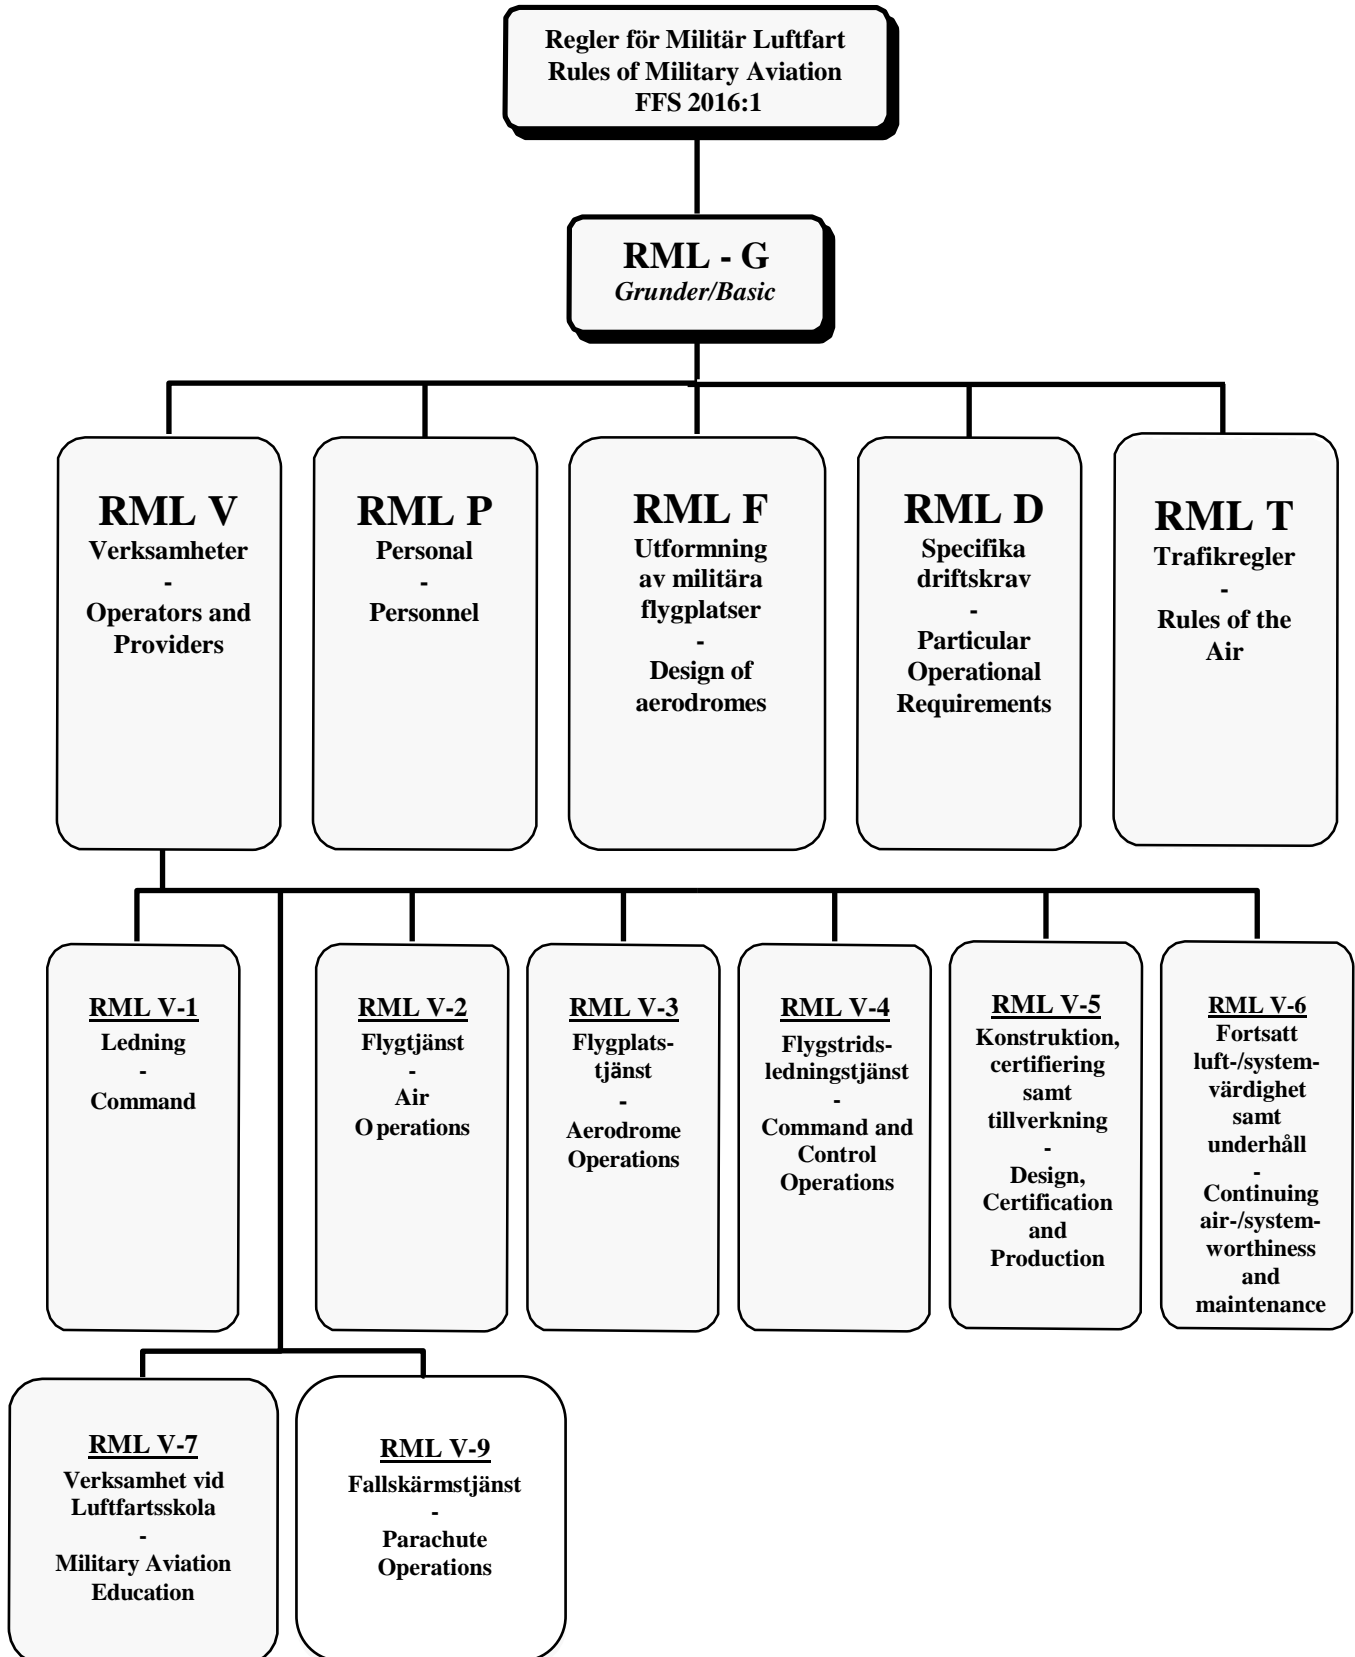 Regler för Militär Luftfart
Rules of Military Aviation
FFS 2016:1
RML - G
Grunder/Basic
RML V
Verksamheter
-
Operators and
Providers
RML P
Personal
-
Personnel
RML F
Utformning
av militära
flygplatser
-
Design of
aerodromes
RML D
Specifika
driftskrav
-
Particular
Operational
Requirements
RML T
Trafikregler
-
Rules of the
Air
RML V-1
Ledning
-
Command
RML V-2
Flygtjänst
-
Air
Operations
RML V-3
Flygplats-
tjänst
-
Aerodrome
Operations
RML V-4
Flygstrids-
ledningstjänst
-
Command and
Control
Operations
RML V-5
Konstruktion,
certifiering
samt
tillverkning
-
Design,
Certification
and
Production
RML V-6
Fortsatt
luft-/system-
värdighet
samt
underhåll
-
Continuing
air-/system-
worthiness
and
maintenance
RML V-7
Verksamhet vid
Luftfartsskola
-
Military Aviation
Education
RML V-9
Fallskärmstjänst
-
Parachute
Operations